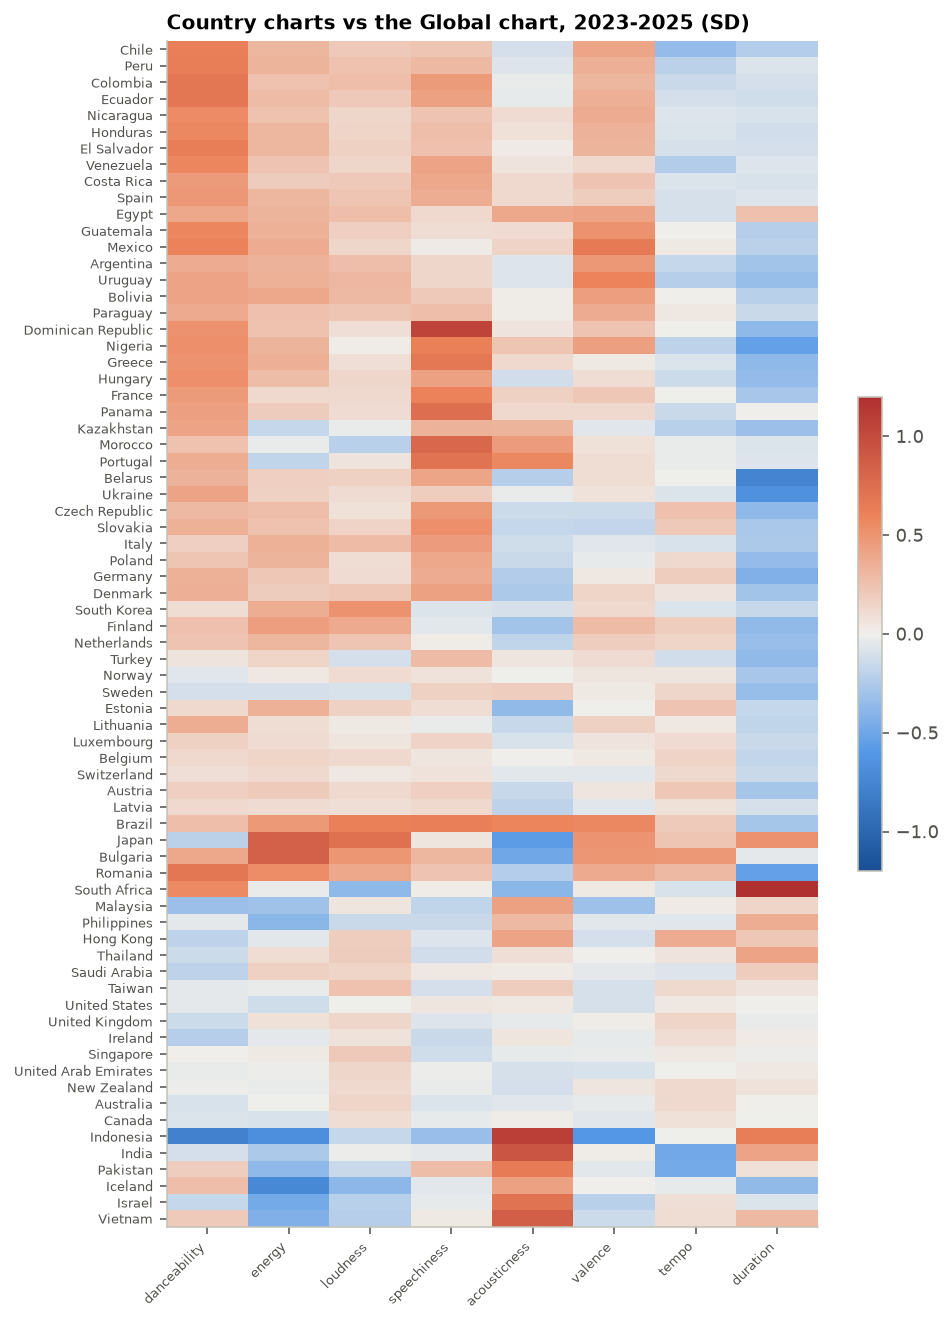 Country charts vs the Global chart, 2023-2025 (SD)
Chile
Peru
Colombia
Ecuador
Nicaragua
Honduras
El Salvador
Venezuela
Costa Rica
Spain
Egypt
Guatemala
Mexico
Argentina
Uruguay
Bolivia
Paraguay
Dominican Republic
Nigeria
Greece
Hungary
France
Panama
Kazakhstan
Morocco
Portugal
Belarus
Ukraine
Czech Republic
Slovakia
Italy
Poland
Germany
Denmark
South Korea
Finland
Netherlands
Turkey
Norway
Sweden
Estonia
Lithuania
Luxembourg
Belgium
Switzerland
Austria
Latvia
Brazil
Japan
Bulgaria
Romania
South Africa
Malaysia
Philippines
Hong Kong
Thailand
Saudi Arabia
Taiwan
United States
United Kingdom
Ireland
Singapore
United Arab Emirates
New Zealand
Australia
Canada
Indonesia
India
Pakistan
Iceland
Israel
Vietnam
danceability
energy
loudness
speechiness
acousticness
valence
tempo
duration
1.0
0.5
0.0
−0.5
−1.0